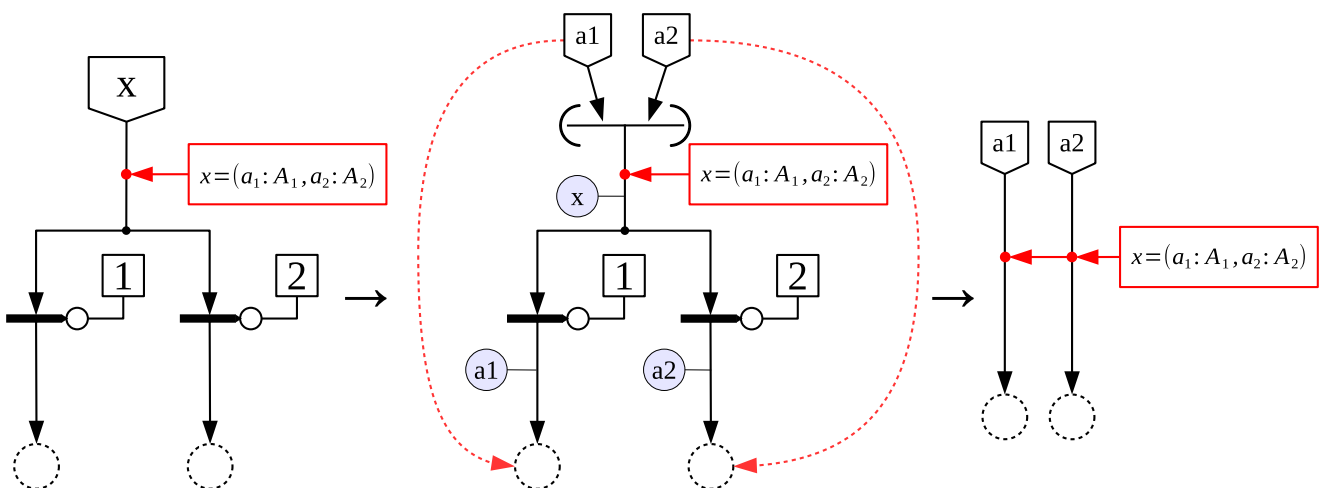 x
x=(a₁: A₁, a₂: A₂)
1
2
→
a1
a2
x=(a₁: A₁, a₂: A₂)
x
1
2
a1
a2
→
a1
a2
x=(a₁: A₁, a₂: A₂)